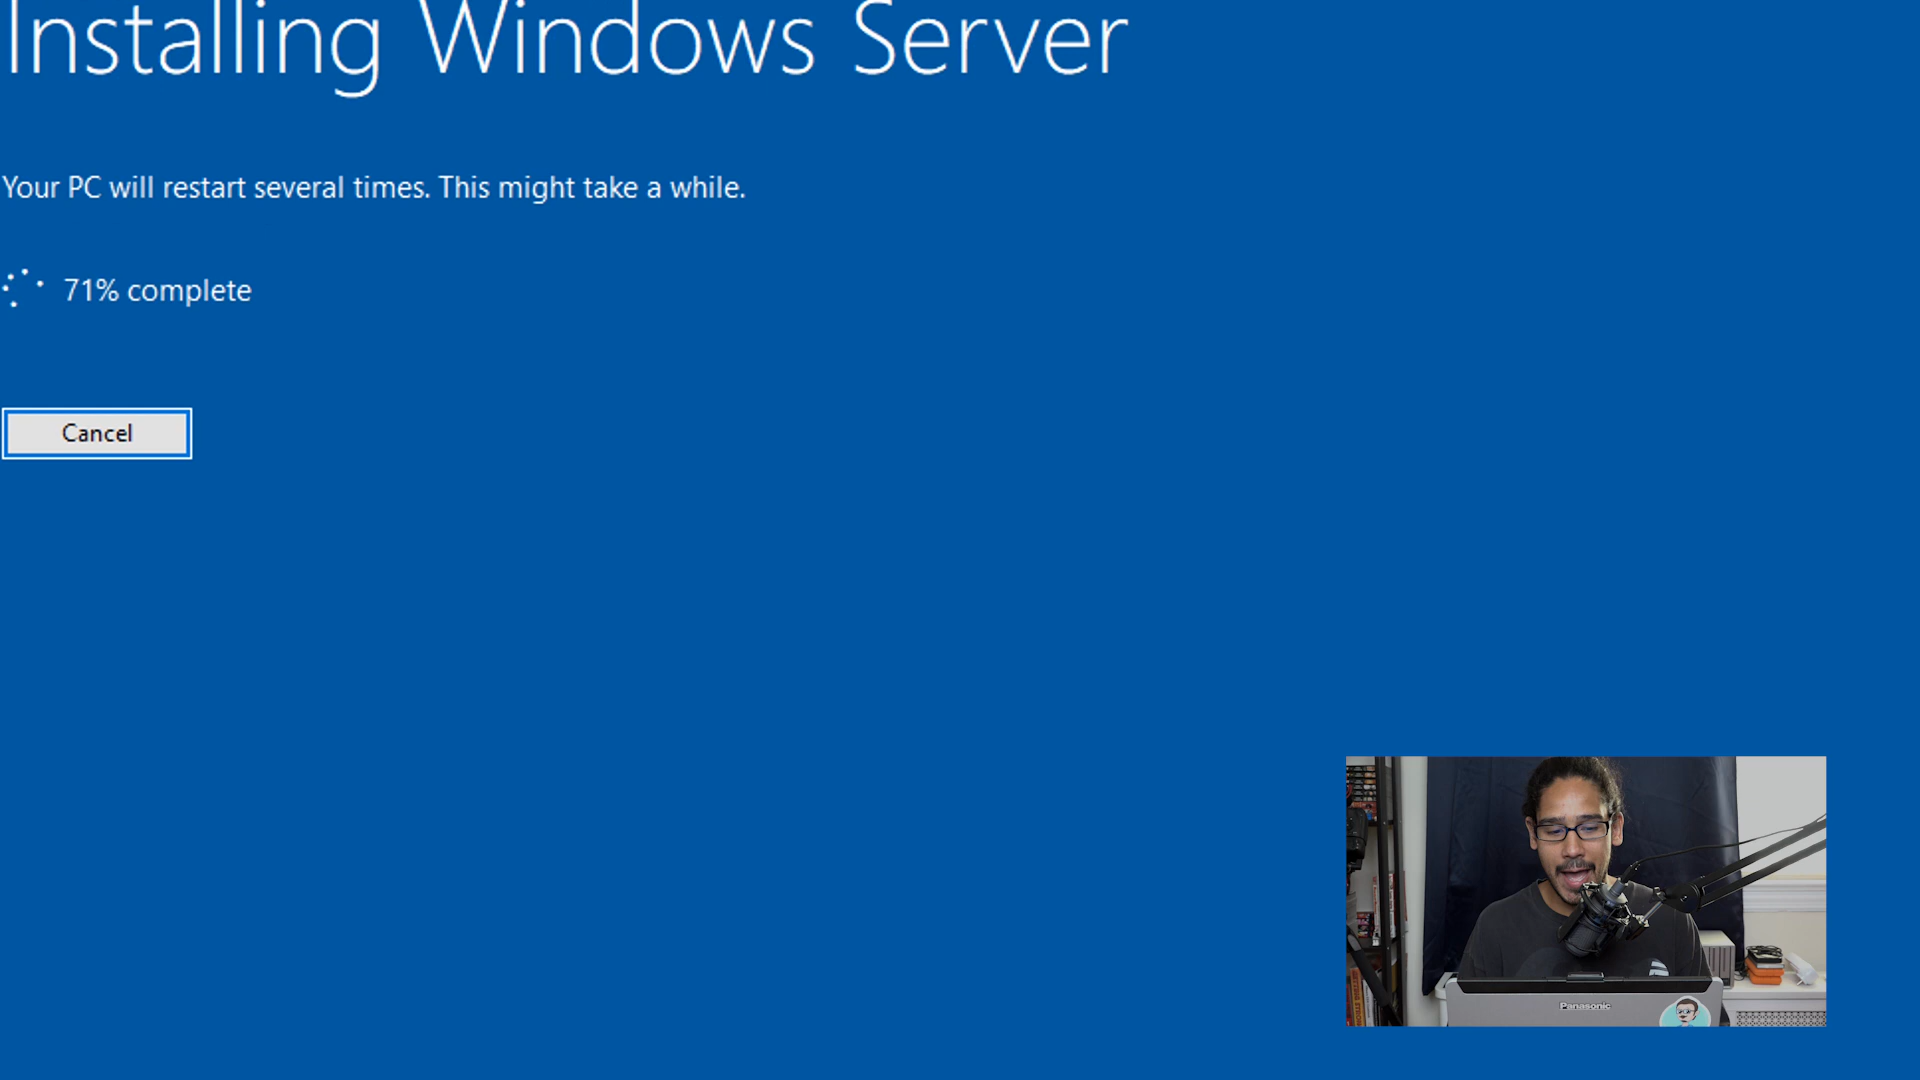 Installing Windows Server
Your PC will restart several times. This might take a while.
71% complete
Cancel
Panasonic